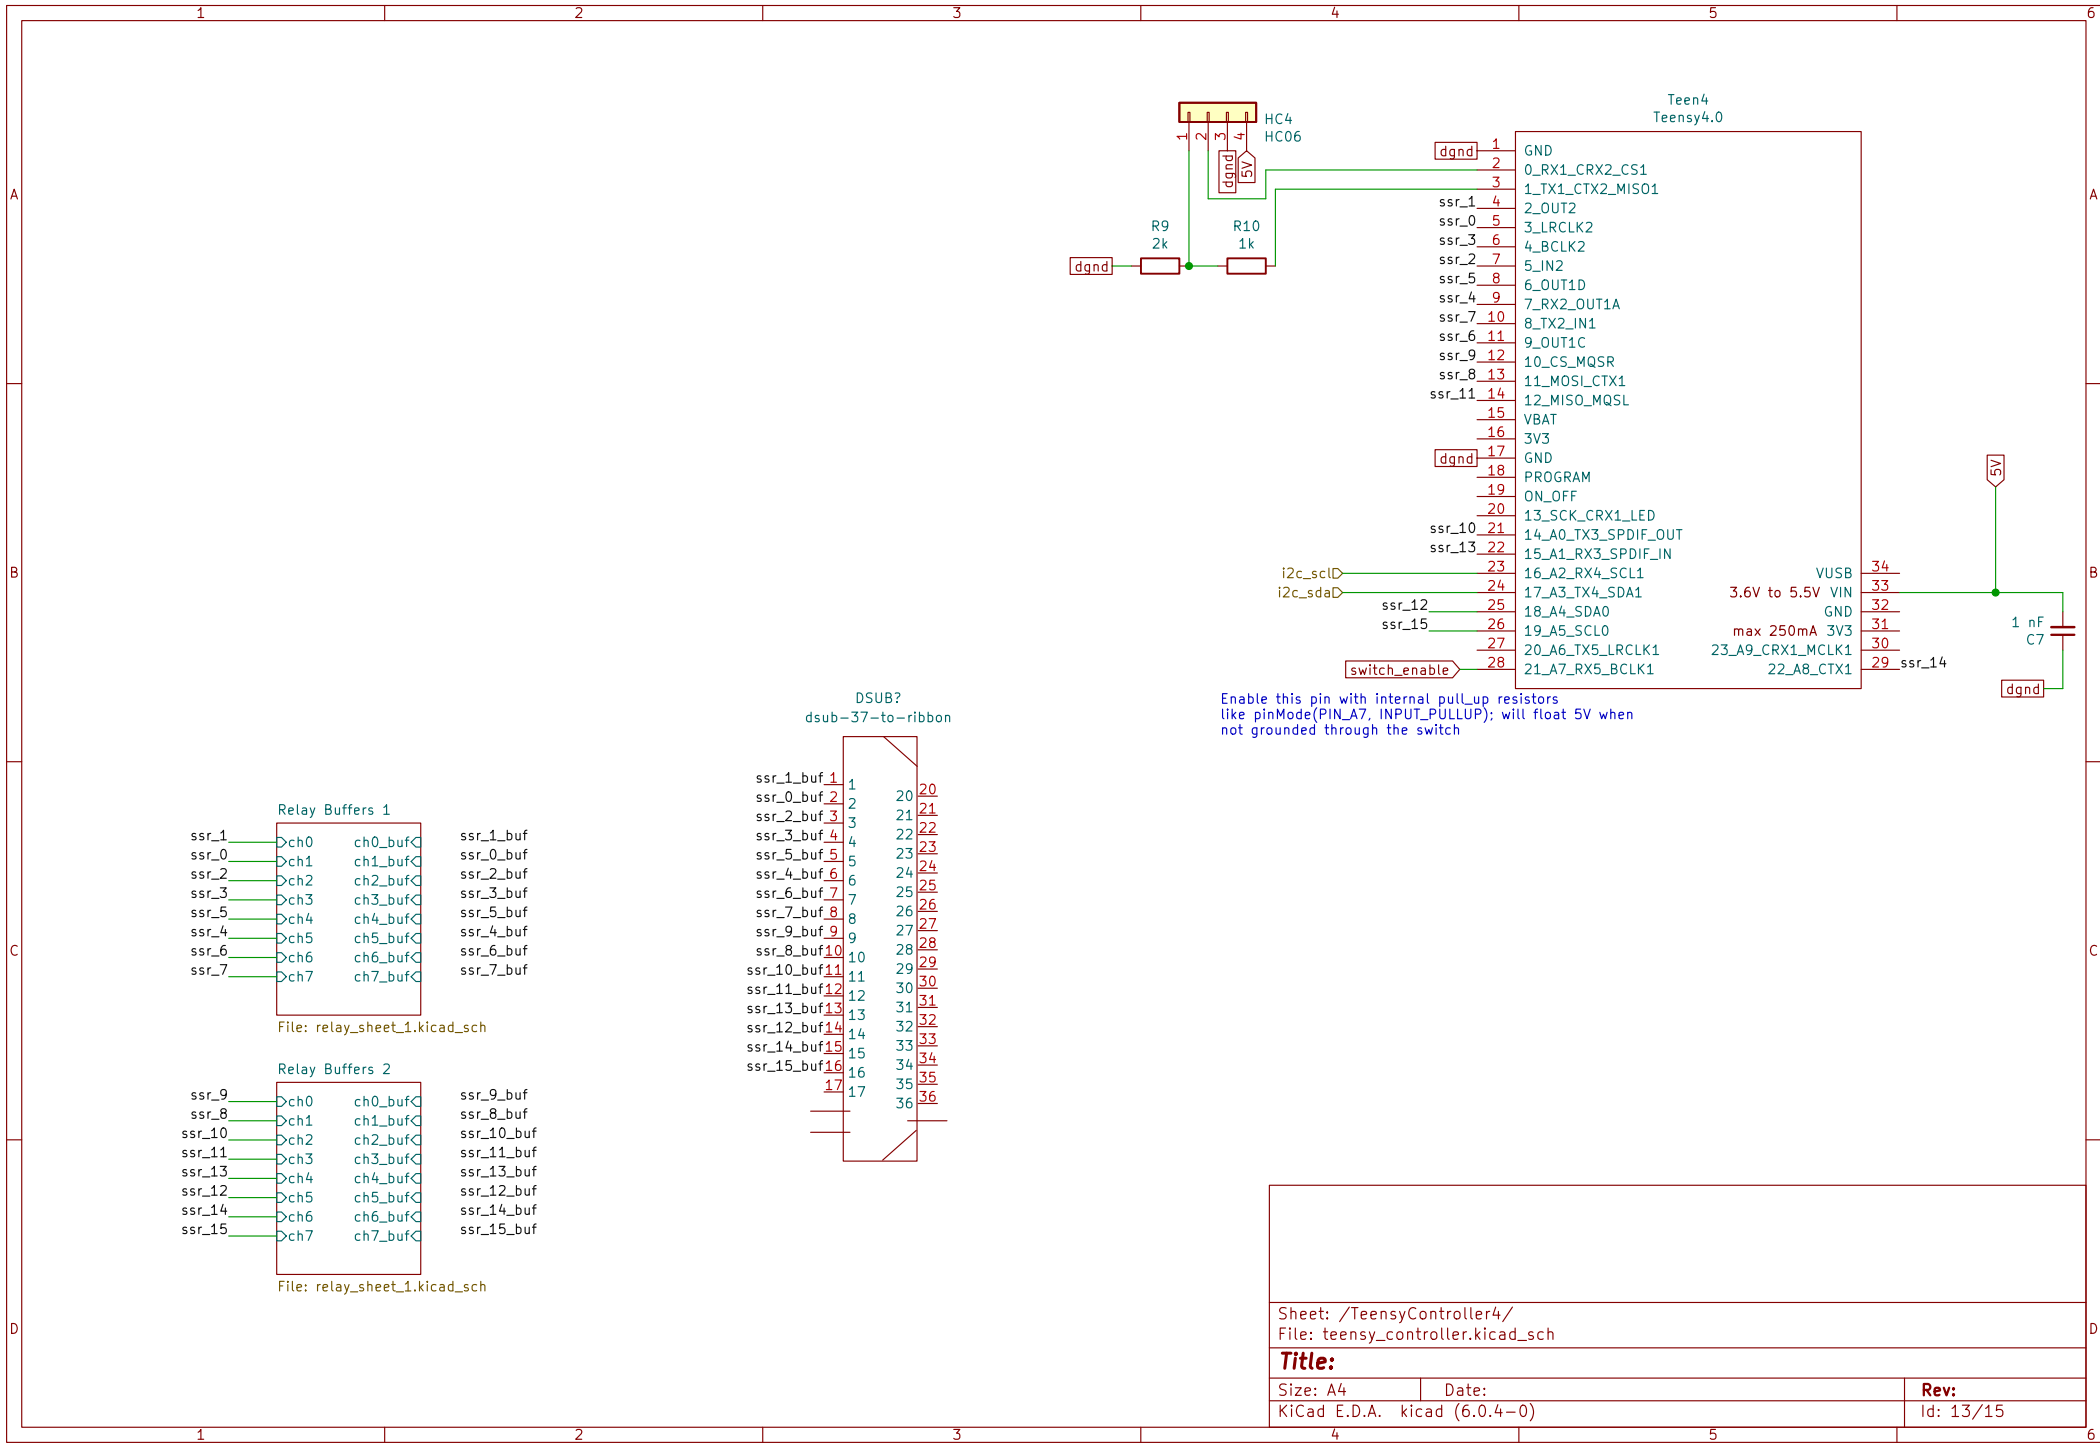 1 2 3 4 5 6
A
B
C
D
HC4
HC06
1 2 3 4
dgnd
5V
R9
2k
R10
1k
dgnd
Teen4
Teensy4.0
dgnd 1 GND
2 0_RX1_CRX2_CS1
3 1_TX1_CTX2_MISO1
ssr_1 4 2_OUT2
ssr_0 5 3_LRCLK2
ssr_3 6 4_BCLK2
ssr_2 7 5_IN2
ssr_5 8 6_OUT1D
ssr_4 9 7_RX2_OUT1A
ssr_7 10 8_TX2_IN1
ssr_6 11 9_OUT1C
ssr_9 12 10_CS_MQSR
ssr_8 13 11_MOSI_CTX1
ssr_11 14 12_MISO_MQSL
15 VBAT
16 3V3
dgnd 17 GND
18 PROGRAM
19 ON_OFF
20 13_SCK_CRX1_LED
ssr_10 21 14_A0_TX3_SPDIF_OUT
ssr_13 22 15_A1_RX3_SPDIF_IN
i2c_scl 23 16_A2_RX4_SCL1
i2c_sda 24 17_A3_TX4_SDA1
ssr_12 25 18_A4_SDA0
ssr_15 26 19_A5_SCL0
27 20_A6_TX5_LRCLK1
switch_enable 28 21_A7_RX5_BCLK1
VUSB 34
3.6V to 5.5V VIN 33
GND 32
max 250mA 3V3 31
23_A9_CRX1_MCLK1 30
22_A8_CTX1 29 ssr_14
5V
1 nF
C7
dgnd
Enable this pin with internal pull_up resistors
like pinMode(PIN_A7, INPUT_PULLUP); will float 5V when
not grounded through the switch
DSUB?
dsub-37-to-ribbon
ssr_1_buf 1 1
ssr_0_buf 2 2
ssr_2_buf 3 3
ssr_3_buf 4 4
ssr_5_buf 5 5
ssr_4_buf 6 6
ssr_6_buf 7 7
ssr_7_buf 8 8
ssr_9_buf 9 9
ssr_8_buf 10 10
ssr_10_buf 11 11
ssr_11_buf 12 12
ssr_13_buf 13 13
ssr_12_buf 14 14
ssr_14_buf 15 15
ssr_15_buf 16 16
17 17
20 20
21 21
22 22
23 23
24 24
25 25
26 26
27 27
28 28
29 29
30 30
31 31
32 32
33 33
34 34
35 35
36 36
Relay Buffers 1
ssr_1 ch0 ch0_buf ssr_1_buf
ssr_0 ch1 ch1_buf ssr_0_buf
ssr_2 ch2 ch2_buf ssr_2_buf
ssr_3 ch3 ch3_buf ssr_3_buf
ssr_5 ch4 ch4_buf ssr_5_buf
ssr_4 ch5 ch5_buf ssr_4_buf
ssr_6 ch6 ch6_buf ssr_6_buf
ssr_7 ch7 ch7_buf ssr_7_buf
File: relay_sheet_1.kicad_sch
Relay Buffers 2
ssr_9 ch0 ch0_buf ssr_9_buf
ssr_8 ch1 ch1_buf ssr_8_buf
ssr_10 ch2 ch2_buf ssr_10_buf
ssr_11 ch3 ch3_buf ssr_11_buf
ssr_13 ch4 ch4_buf ssr_13_buf
ssr_12 ch5 ch5_buf ssr_12_buf
ssr_14 ch6 ch6_buf ssr_14_buf
ssr_15 ch7 ch7_buf ssr_15_buf
File: relay_sheet_1.kicad_sch
Sheet: /TeensyController4/
File: teensy_controller.kicad_sch
Title:
Size: A4 Date: Rev:
KiCad E.D.A. kicad (6.0.4-0) Id: 13/15
A
B
C
D
1 2 3 4 5 6